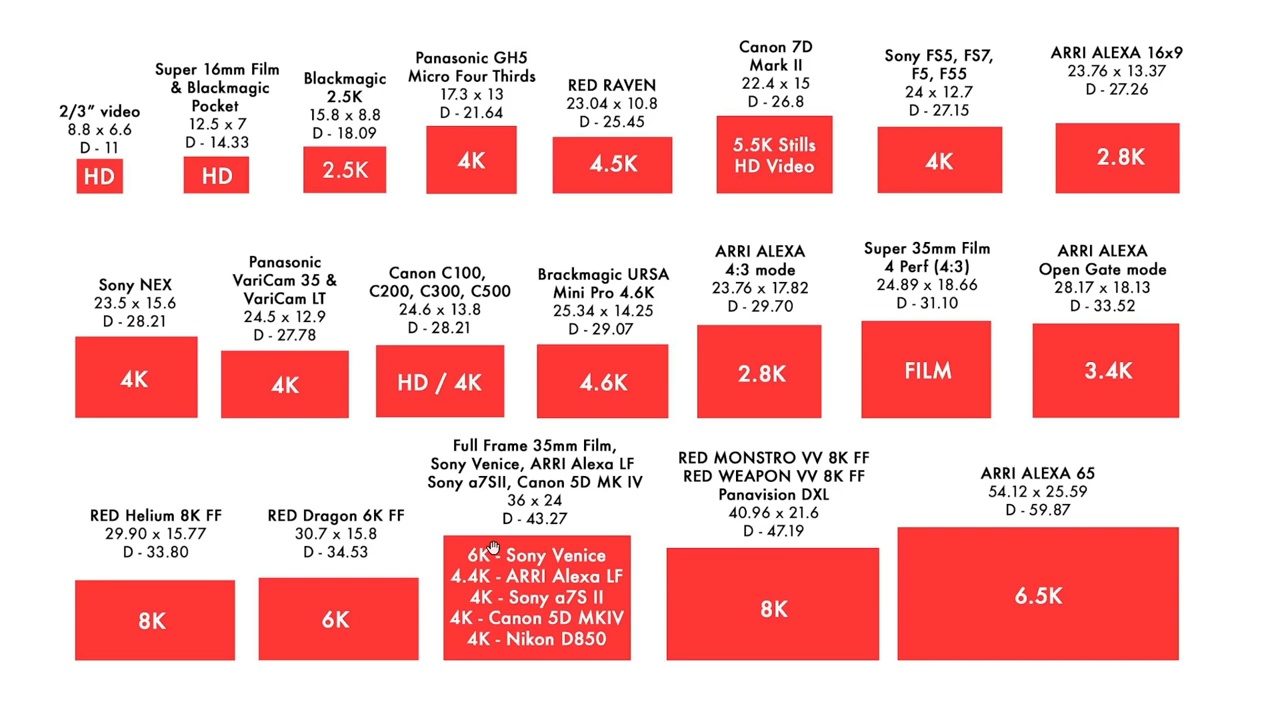 2/3” video
8.8 x 6.6
D - 11
HD
Super 16mm Film
& Blackmagic
Pocket
12.5 x 7
D - 14.33
HD
Blackmagic
2.5K
15.8 x 8.8
D - 18.09
2.5K
Panasonic GH5
Micro Four Thirds
17.3 x 13
D - 21.64
4K
RED RAVEN
23.04 x 10.8
D - 25.45
4.5K
Canon 7D
Mark II
22.4 x 15
D - 26.8
5.5K Stills
HD Video
Sony FS5, FS7,
F5, F55
24 x 12.7
D - 27.15
4K
ARRI ALEXA 16x9
23.76 x 13.37
D - 27.26
2.8K
Sony NEX
23.5 x 15.6
D - 28.21
4K
Panasonic
VariCam 35 &
VariCam LT
24.5 x 12.9
D - 27.78
4K
Canon C100,
C200, C300, C500
24.6 x 13.8
D - 28.21
HD / 4K
Brackmagic URSA
Mini Pro 4.6K
25.34 x 14.25
D - 29.07
4.6K
ARRI ALEXA
4:3 mode
23.76 x 17.82
D - 29.70
2.8K
Super 35mm Film
4 Perf (4:3)
24.89 x 18.66
D - 31.10
FILM
ARRI ALEXA
Open Gate mode
28.17 x 18.13
D - 33.52
3.4K
RED Helium 8K FF
29.90 x 15.77
D - 33.80
8K
RED Dragon 6K FF
30.7 x 15.8
D - 34.53
6K
Full Frame 35mm Film,
Sony Venice, ARRI Alexa LF
Sony a7SII, Canon 5D MK IV
36 x 24
D - 43.27
6K - Sony Venice
4.4K - ARRI Alexa LF
4K - Sony a7S II
4K - Canon 5D MKIV
4K - Nikon D850
RED MONSTRO VV 8K FF
RED WEAPON VV 8K FF
Panavision DXL
40.96 x 21.6
D - 47.19
8K
ARRI ALEXA 65
54.12 x 25.59
D - 59.87
6.5K